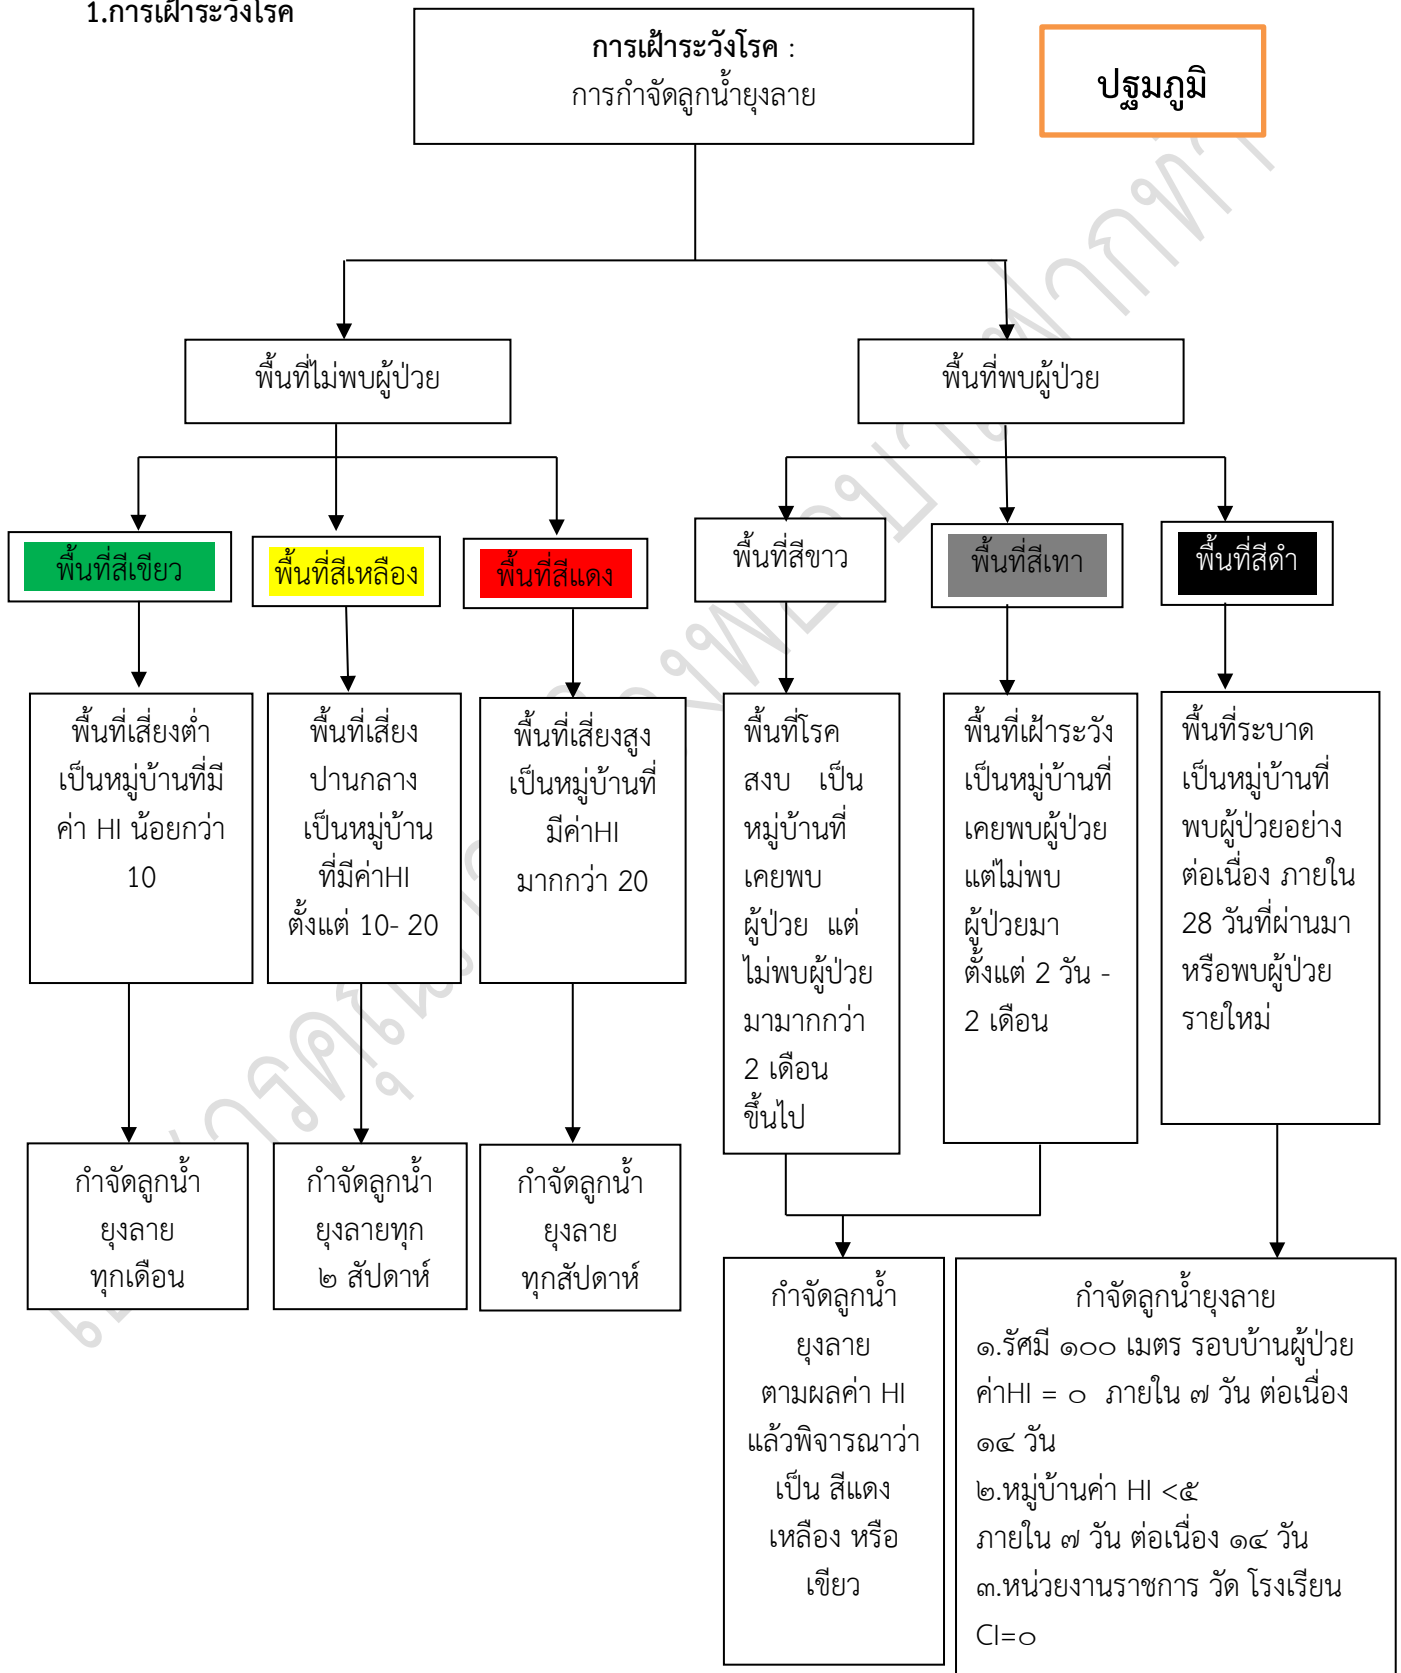 1.การเฝ้าระวังโรค
การเฝ้าระวังโรค :
การกำจัดลูกน้ำยุงลาย
ปฐมภูมิ
พื้นที่ไม่พบผู้ป่วย
พื้นที่พบผู้ป่วย
พื้นที่สีเขียว
พื้นที่สีเหลือง
พื้นที่สีแดง
พื้นที่สีขาว
พื้นที่สีเทา
พื้นที่สีดำ
พื้นที่เสี่ยงต่ำ
เป็นหมู่บ้านที่มี
ค่า HI น้อยกว่า
10
พื้นที่เสี่ยง
ปานกลาง
เป็นหมู่บ้าน
ที่มีค่าHI
ตั้งแต่ 10- 20
พื้นที่เสี่ยงสูง
เป็นหมู่บ้านที่
มีค่าHI
มากกว่า 20
พื้นที่โรค
สงบ เป็น
หมู่บ้านที่
เคยพบ
ผู้ป่วย แต่
ไม่พบผู้ป่วย
มามากกว่า
2 เดือน
ขึ้นไป
พื้นที่เฝ้าระวัง
เป็นหมู่บ้านที่
เคยพบผู้ป่วย
แต่ไม่พบ
ผู้ป่วยมา
ตั้งแต่ 2 วัน -
2 เดือน
พื้นที่ระบาด
เป็นหมู่บ้านที่
พบผู้ป่วยอย่าง
ต่อเนื่อง ภายใน
28 วันที่ผ่านมา
หรือพบผู้ป่วย
รายใหม่
กำจัดลูกน้ำ
ยุงลาย
ทุกเดือน
กำจัดลูกน้ำ
ยุงลายทุก
๒ สัปดาห์
กำจัดลูกน้ำ
ยุงลาย
ทุกสัปดาห์
กำจัดลูกน้ำ
ยุงลาย
ตามผลค่า HI
แล้วพิจารณาว่า
เป็น สีแดง
เหลือง หรือ
เขียว
กำจัดลูกน้ำยุงลาย
๑.รัศมี ๑๐๐ เมตร รอบบ้านผู้ป่วย
ค่าHI = ๐ ภายใน ๗ วัน ต่อเนื่อง
๑๔ วัน
๒.หมู่บ้านค่า HI <๕
ภายใน ๗ วัน ต่อเนื่อง ๑๔ วัน
๓.หน่วยงานราชการ วัด โรงเรียน
CI=๐